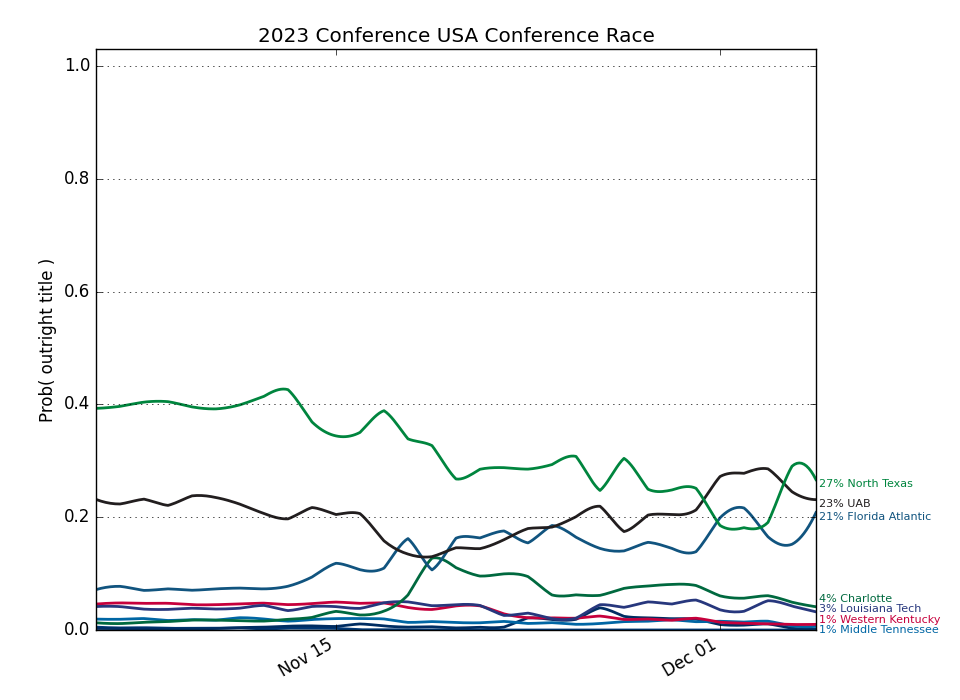 2023 Conference USA Conference Race
Prob( outright title )
1.0
0.8
0.6
0.4
0.2
0.0
Nov 15
Dec 01
27% North Texas
23% UAB
21% Florida Atlantic
4% Charlotte
3% Louisiana Tech
1% Western Kentucky
1% Middle Tennessee